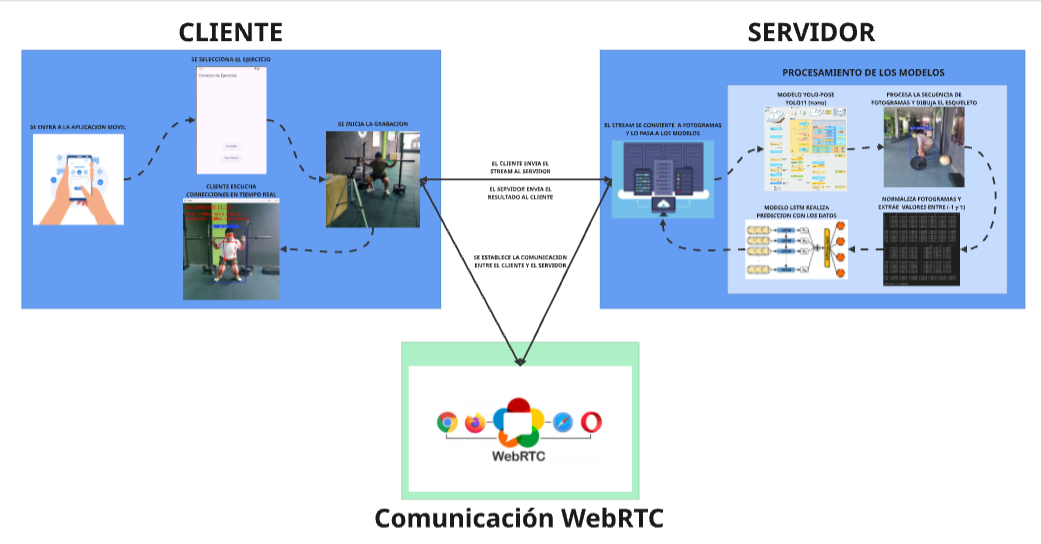 CLIENTE
SE SELECCIONA EL EJERCICIO
Corrector de Ejercicios
SE ENTRA A LA APLICACION MOVIL
SE INICIA LA GRABACION
CLIENTE ESCUCHA
CORRECCIONES EN TIEMPO REAL
EL CLIENTE ENVIA EL
STREAM AL SERVIDOR
EL SERVIDOR ENVÍA EL
RESULTADO AL CLIENTE
SE ESTABLECE LA COMUNICACION
ENTRE EL CLIENTE Y EL SERVIDOR
SERVIDOR
PROCESAMIENTO DE LOS MODELOS
EL STREAM SE CONVIERTE A FOTOGRAMAS
Y LO PASA A LOS MODELOS
MODELO YOLO-POSE
YOLO11 (nano)
PROCESA LA SECUENCIA DE
FOTOGRAMAS Y DIBUJA EL ESQUELETO
NORMALIZA FOTOGRAMAS Y
EXTRAE VALORES ENTRE (-1 y 1)
MODELO LSTM REALIZA
PREDICCION CON LOS DATOS
WebRTC
Comunicación WebRTC